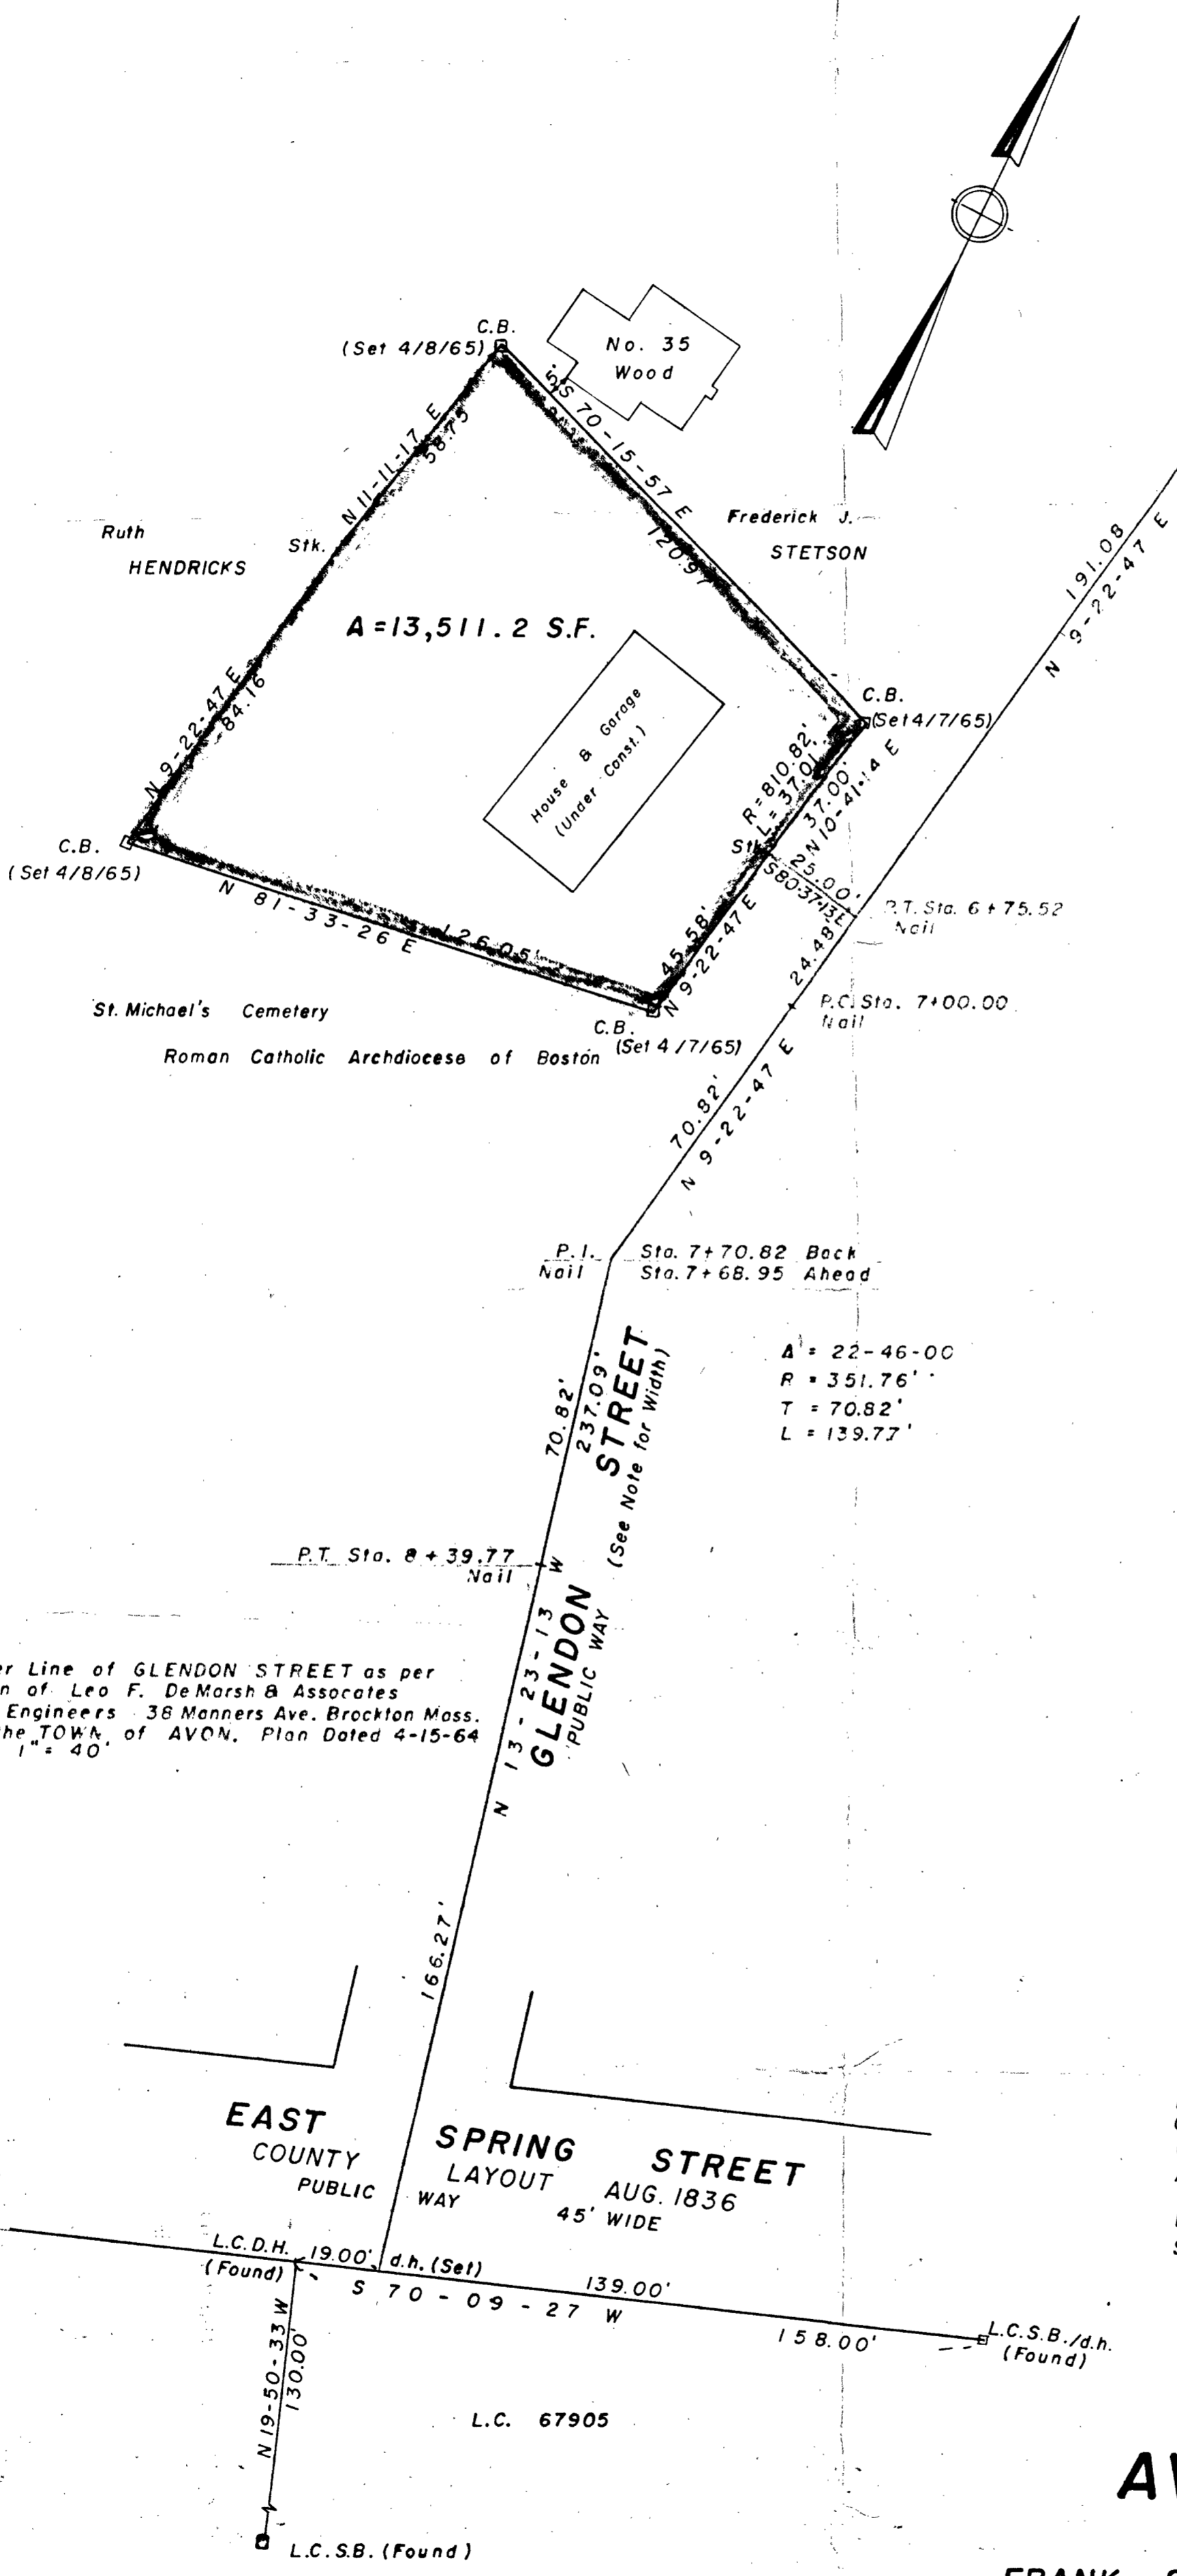 C.B.
(Set 4/8/65)
No. 35
Wood
5'
S 70-15-57 E
120.97
N 11-11-17 E
58.75
Ruth
HENDRICKS
Stk.
Frederick J.
STETSON
191.08
N 9-22-47 E
A = 13,511.2 S.F.
N 9-22-47 E
84.16
House & Garage
(Under Const.)
C.B.
(Set 4/7/65)
R = 810.82'
L = 37.01'
37.00'
N 10-41-14 E
Stk.
25.00'
S80-37-13E
C.B.
(Set 4/8/65)
N 81-33-26 E
126.05'
45.58'
N 9-22-47 E
P.T. Sta. 6+75.52
Nail
24.48'
P.C. Sta. 7+00.00
Nail
St. Michael's Cemetery
Roman Catholic Archdiocese of Boston
C.B.
(Set 4/7/65)
70.82'
N 9-22-47 E
P.I.
Nail
Sta. 7+70.82 Back
Sta. 7+68.95 Ahead
Δ = 22-46-00
R = 351.76'
T = 70.82'
L = 139.77'
70.82'
237.09'
GLENDON STREET
(See Note for Width)
PUBLIC WAY
P.T. Sta. 8+39.77
Nail
N 13-23-13 W
er Line of GLENDON STREET as per
n of Leo F. DeMarsh & Assocates
Engineers 38 Manners Ave. Brockton Mass.
the TOWN of AVON. Plan Dated 4-15-64
1" = 40'
166.27'
EAST SPRING STREET
COUNTY LAYOUT AUG. 1836
PUBLIC WAY 45' WIDE
L.C.D.H.
(Found)
19.00'
d.h. (Set)
139.00'
S 70-09-27 W
158.00'
L.C.S.B./d.h.
(Found)
N 19-50-33 W
130.00'
L.C. 67905
L.C.S.B. (Found)
AV
FRANK